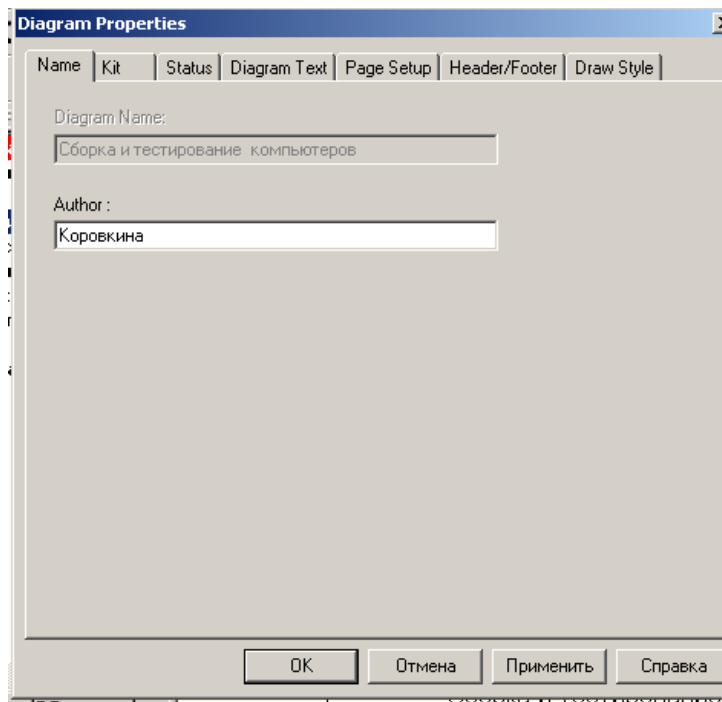 Diagram Properties
Name Kit Status Diagram Text Page Setup Header/Footer Draw Style
Diagram Name:
Сборка и тестирование компьютеров
Author :
Коровкина
OK Отмена Применить Справка